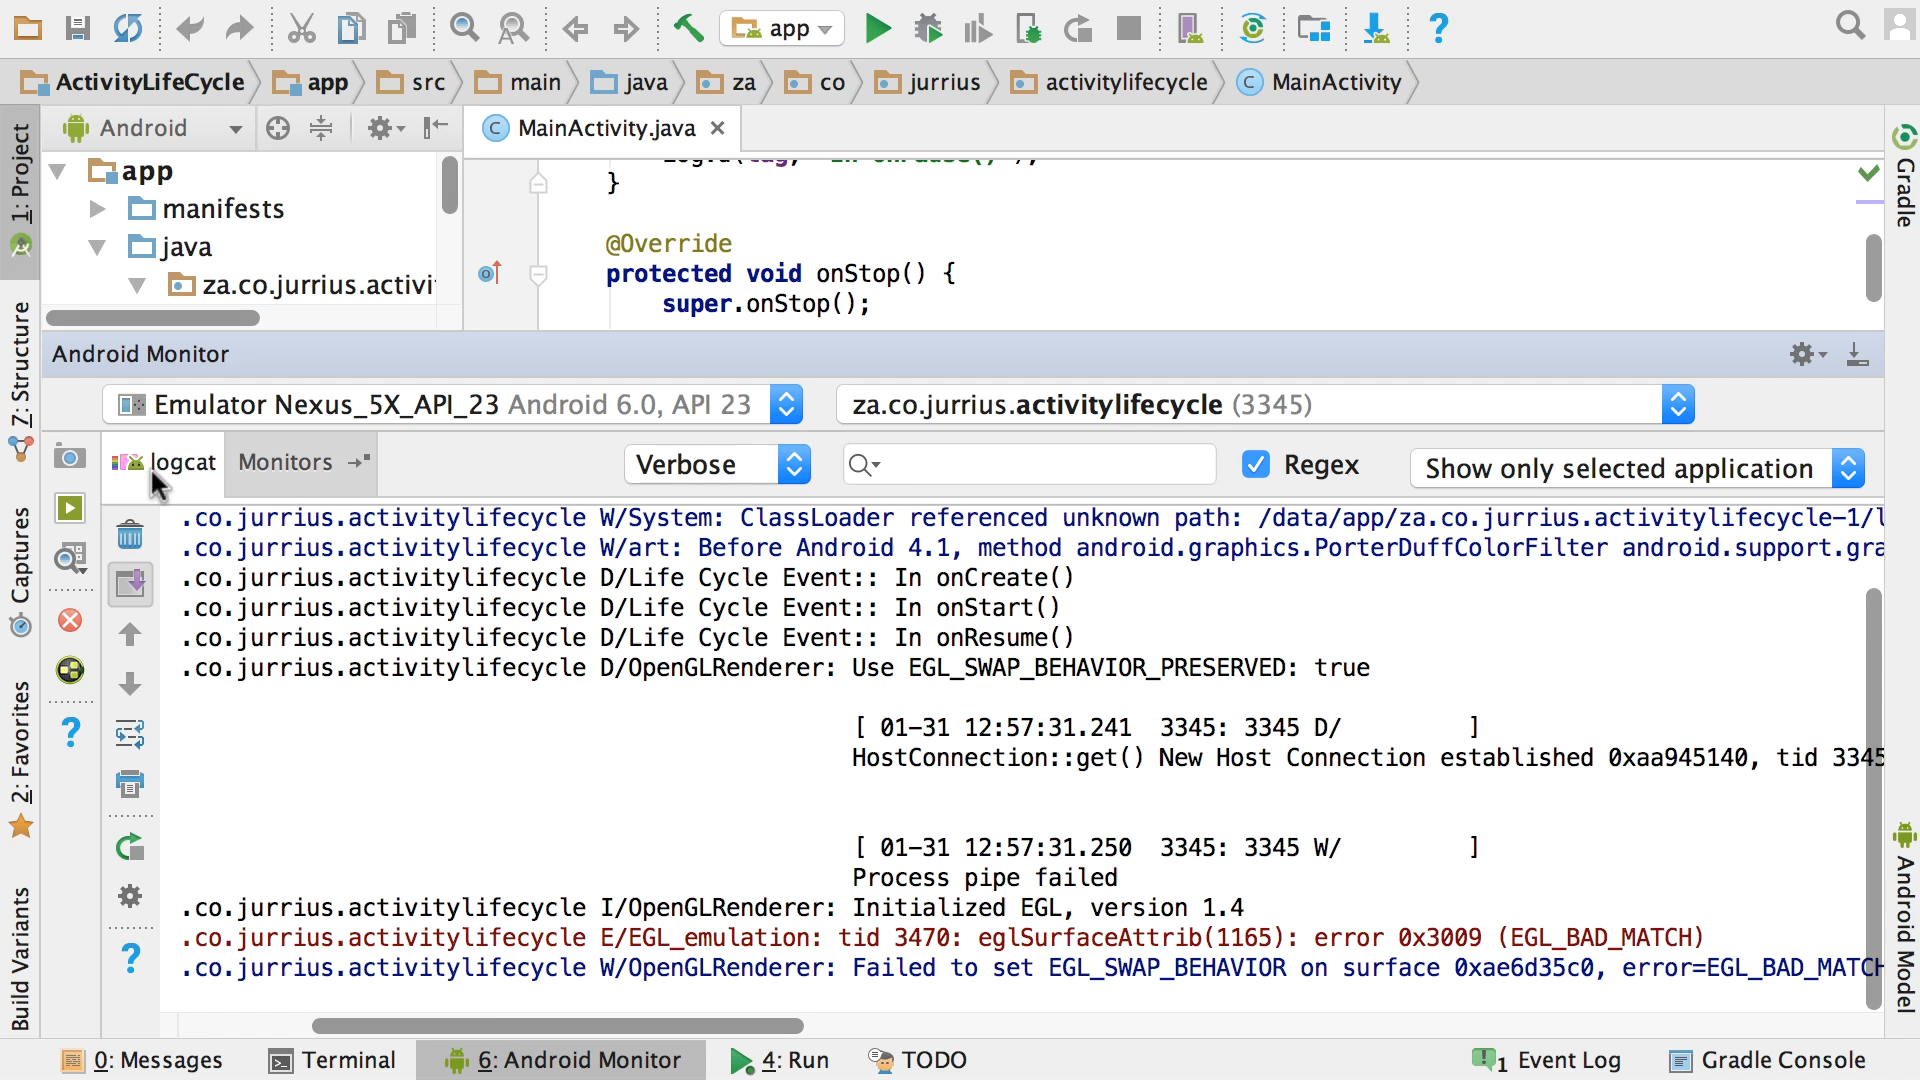 app
ActivityLifeCycle app src main java za co jurrius activitylifecycle MainActivity
1: Project
Android
MainActivity.java
Gradle
app
manifests
java
za.co.jurrius.activi
}
@Override
protected void onStop() {
super.onStop();
Z: Structure
Android Monitor
Emulator Nexus_5X_API_23 Android 6.0, API 23
za.co.jurrius.activitylifecycle (3345)
logcat
Monitors
Verbose
Regex
Show only selected application
Captures
.co.jurrius.activitylifecycle W/System: ClassLoader referenced unknown path: /data/app/za.co.jurrius.activitylifecycle-1/l
.co.jurrius.activitylifecycle W/art: Before Android 4.1, method android.graphics.PorterDuffColorFilter android.support.gra
.co.jurrius.activitylifecycle D/Life Cycle Event:: In onCreate()
.co.jurrius.activitylifecycle D/Life Cycle Event:: In onStart()
.co.jurrius.activitylifecycle D/Life Cycle Event:: In onResume()
.co.jurrius.activitylifecycle D/OpenGLRenderer: Use EGL_SWAP_BEHAVIOR_PRESERVED: true
[ 01-31 12:57:31.241 3345: 3345 D/ ]
HostConnection::get() New Host Connection established 0xaa945140, tid 3345
[ 01-31 12:57:31.250 3345: 3345 W/ ]
Process pipe failed
.co.jurrius.activitylifecycle I/OpenGLRenderer: Initialized EGL, version 1.4
.co.jurrius.activitylifecycle E/EGL_emulation: tid 3470: eglSurfaceAttrib(1165): error 0x3009 (EGL_BAD_MATCH)
.co.jurrius.activitylifecycle W/OpenGLRenderer: Failed to set EGL_SWAP_BEHAVIOR on surface 0xae6d35c0, error=EGL_BAD_MATCH
2: Favorites
Build Variants
Android Model
0: Messages
Terminal
6: Android Monitor
4: Run
TODO
1 Event Log
Gradle Console